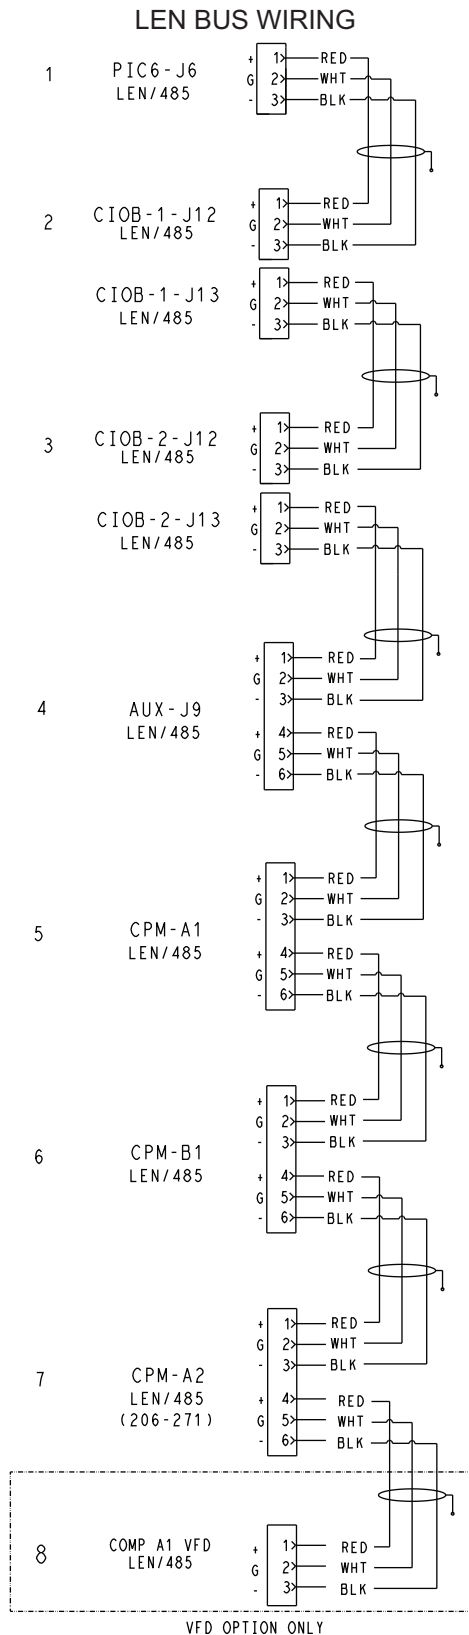 LEN BUS WIRING
1
PIC6-J6
LEN/485
+ 1 RED
G 2 WHT
- 3 BLK
2
CIOB-1-J12
LEN/485
+ 1 RED
G 2 WHT
- 3 BLK
CIOB-1-J13
LEN/485
+ 1 RED
G 2 WHT
- 3 BLK
3
CIOB-2-J12
LEN/485
+ 1 RED
G 2 WHT
- 3 BLK
CIOB-2-J13
LEN/485
+ 1 RED
G 2 WHT
- 3 BLK
4
AUX-J9
LEN/485
+ 1 RED
G 2 WHT
- 3 BLK
+ 4 RED
G 5 WHT
- 6 BLK
5
CPM-A1
LEN/485
+ 1 RED
G 2 WHT
- 3 BLK
+ 4 RED
G 5 WHT
- 6 BLK
6
CPM-B1
LEN/485
+ 1 RED
G 2 WHT
- 3 BLK
+ 4 RED
G 5 WHT
- 6 BLK
7
CPM-A2
LEN/485
(206-271)
+ 1 RED
G 2 WHT
- 3 BLK
+ 4 RED
G 5 WHT
- 6 BLK
8
COMP A1 VFD
LEN/485
+ 1 RED
G 2 WHT
- 3 BLK
VFD OPTION ONLY